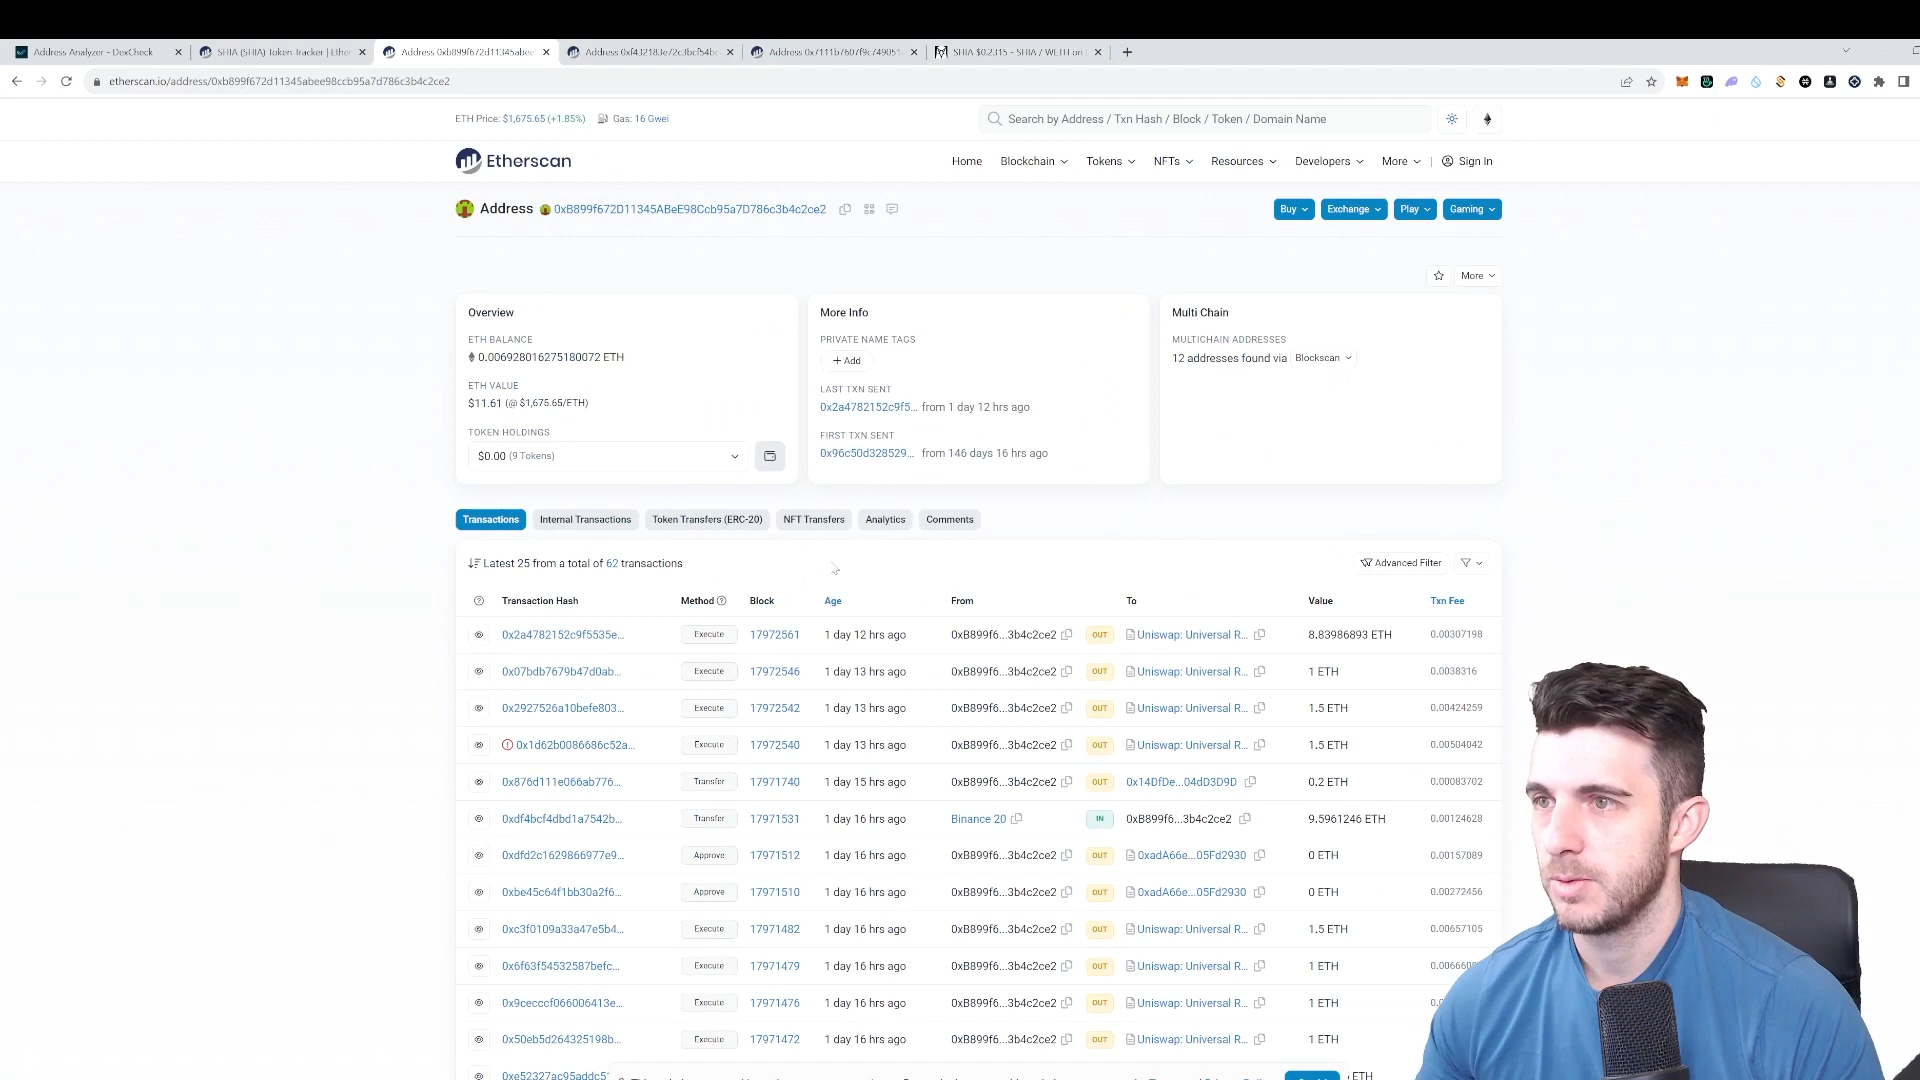 Address Analyzer - DexCheck
SHIA (SHIA) Token Tracker | Ether
Address 0xb899f672d11345abee
Address 0xf432183e72c3bcf54be
Address 0x7111b7607f9c749051
SHIA $0.2315 - SHIA / WETH on
etherscan.io/address/0xb899f672d11345abee98ccb95a7d786c3b4c2ce2
ETH Price: $1,675.65 (+1.85%) Gas: 16 Gwei
Search by Address / Txn Hash / Block / Token / Domain Name
Etherscan
Home Blockchain Tokens NFTs Resources Developers More Sign In
Address 0xB899f672D11345ABeE98Ccb95a7D786c3b4c2ce2
Buy Exchange Play Gaming
More
Overview
ETH BALANCE
0.006928016275180072 ETH
ETH VALUE
$11.61 (@ $1,675.65/ETH)
TOKEN HOLDINGS
$0.00 (9 Tokens)
More Info
PRIVATE NAME TAGS
+ Add
LAST TXN SENT
0x2a4782152c9f5... from 1 day 12 hrs ago
FIRST TXN SENT
0x96c50d328529... from 146 days 16 hrs ago
Multi Chain
MULTICHAIN ADDRESSES
12 addresses found via Blockscan
Transactions Internal Transactions Token Transfers (ERC-20) NFT Transfers Analytics Comments
Latest 25 from a total of 62 transactions
Advanced Filter
Transaction Hash Method Block Age From To Value Txn Fee
0x2a4782152c9f5535e... Execute 17972561 1 day 12 hrs ago 0xB899f6...3b4c2ce2 OUT Uniswap: Universal R... 8.83986893 ETH 0.00307198
0x07bdb7679b47d0ab... Execute 17972546 1 day 13 hrs ago 0xB899f6...3b4c2ce2 OUT Uniswap: Universal R... 1 ETH 0.0038316
0x2927526a10befe803... Execute 17972542 1 day 13 hrs ago 0xB899f6...3b4c2ce2 OUT Uniswap: Universal R... 1.5 ETH 0.00424259
0x1d62b0086686c52a... Execute 17972540 1 day 13 hrs ago 0xB899f6...3b4c2ce2 OUT Uniswap: Universal R... 1.5 ETH 0.00504042
0x876d111e066ab776... Transfer 17971740 1 day 15 hrs ago 0xB899f6...3b4c2ce2 OUT 0x14DfDe...04dD3D9D 0.2 ETH 0.00083702
0xdf4bcf4dbd1a7542b... Transfer 17971531 1 day 16 hrs ago Binance 20 IN 0xB899f6...3b4c2ce2 9.5961246 ETH 0.00124628
0xdfd2c1629866977e9... Approve 17971512 1 day 16 hrs ago 0xB899f6...3b4c2ce2 OUT 0xadA66e...05Fd2930 0 ETH 0.00157089
0xbe45c64f1bb30a2f6... Approve 17971510 1 day 16 hrs ago 0xB899f6...3b4c2ce2 OUT 0xadA66e...05Fd2930 0 ETH 0.00272456
0xc3f0109a33a47e5b4... Execute 17971482 1 day 16 hrs ago 0xB899f6...3b4c2ce2 OUT Uniswap: Universal R... 1.5 ETH 0.00657105
0x6f63f54532587befc... Execute 17971479 1 day 16 hrs ago 0xB899f6...3b4c2ce2 OUT Uniswap: Universal R... 1 ETH 0.006660
0x9cecccf066006413e... Execute 17971476 1 day 16 hrs ago 0xB899f6...3b4c2ce2 OUT Uniswap: Universal R... 1 ETH
0x50eb5d264325198b... Execute 17971472 1 day 16 hrs ago 0xB899f6...3b4c2ce2 OUT Uniswap: Universal R... 1 ETH
ETH